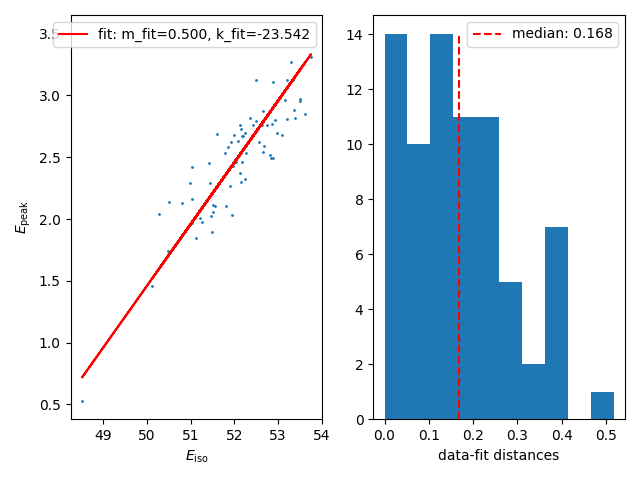 fit: m_fit=0.500, k_fit=-23.542
3.5
3.0
2.5
2.0
1.5
1.0
0.5
E_peak
49 50 51 52 53 54
E_iso
median: 0.168
14
12
10
8
6
4
2
0
0.0 0.1 0.2 0.3 0.4 0.5
data-fit distances